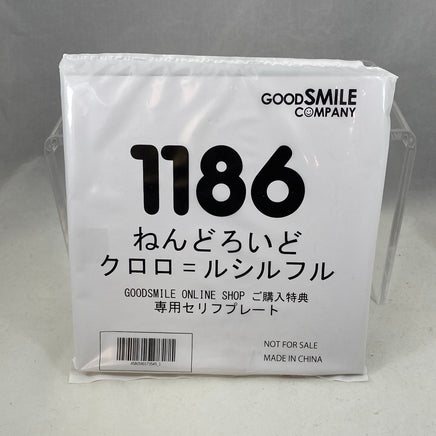 GOODSMILE
COMPANY
1186
ねんどろいど
クロロ=ルシルフル
GOODSMILE ONLINE SHOP ご購入特典
専用セリフプレート
NOT FOR SALE
MADE IN CHINA